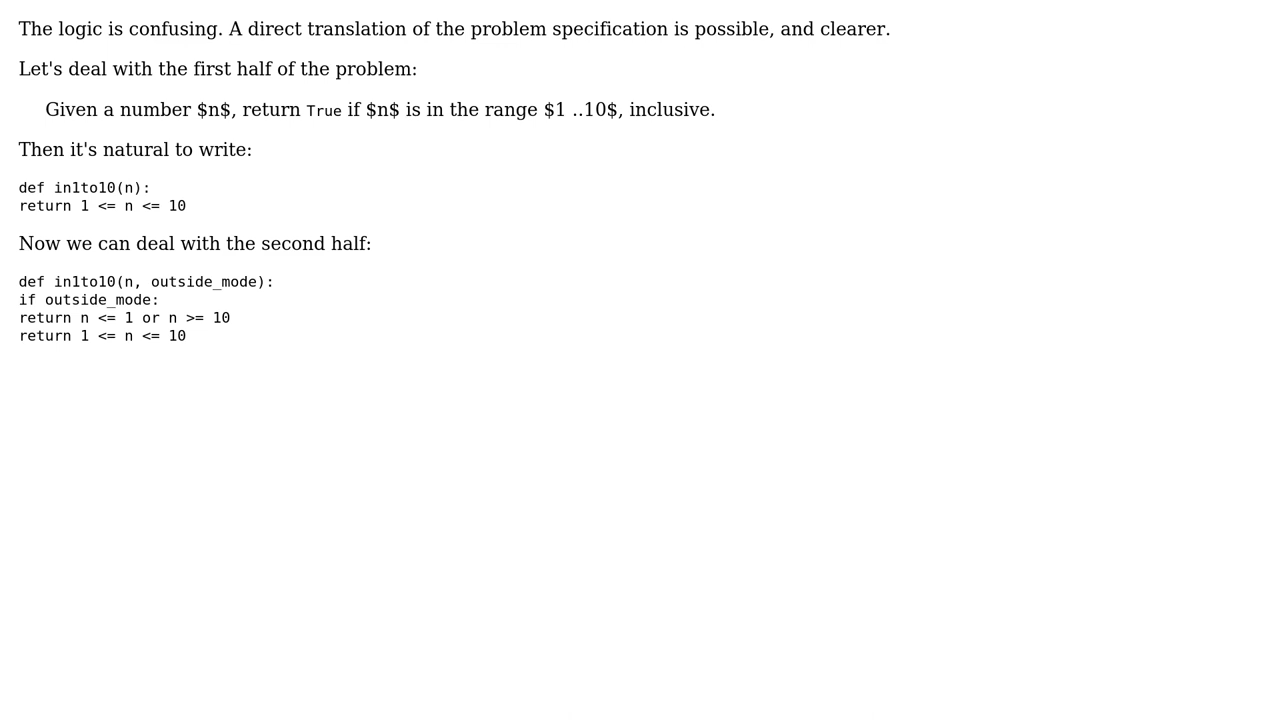 The logic is confusing. A direct translation of the problem specification is possible, and clearer.
Let's deal with the first half of the problem:
Given a number $n$, return True if $n$ is in the range $1 ..10$, inclusive.
Then it's natural to write:
def in1to10(n):
return 1 <= n <= 10
Now we can deal with the second half:
def in1to10(n, outside_mode):
if outside_mode:
return n <= 1 or n >= 10
return 1 <= n <= 10